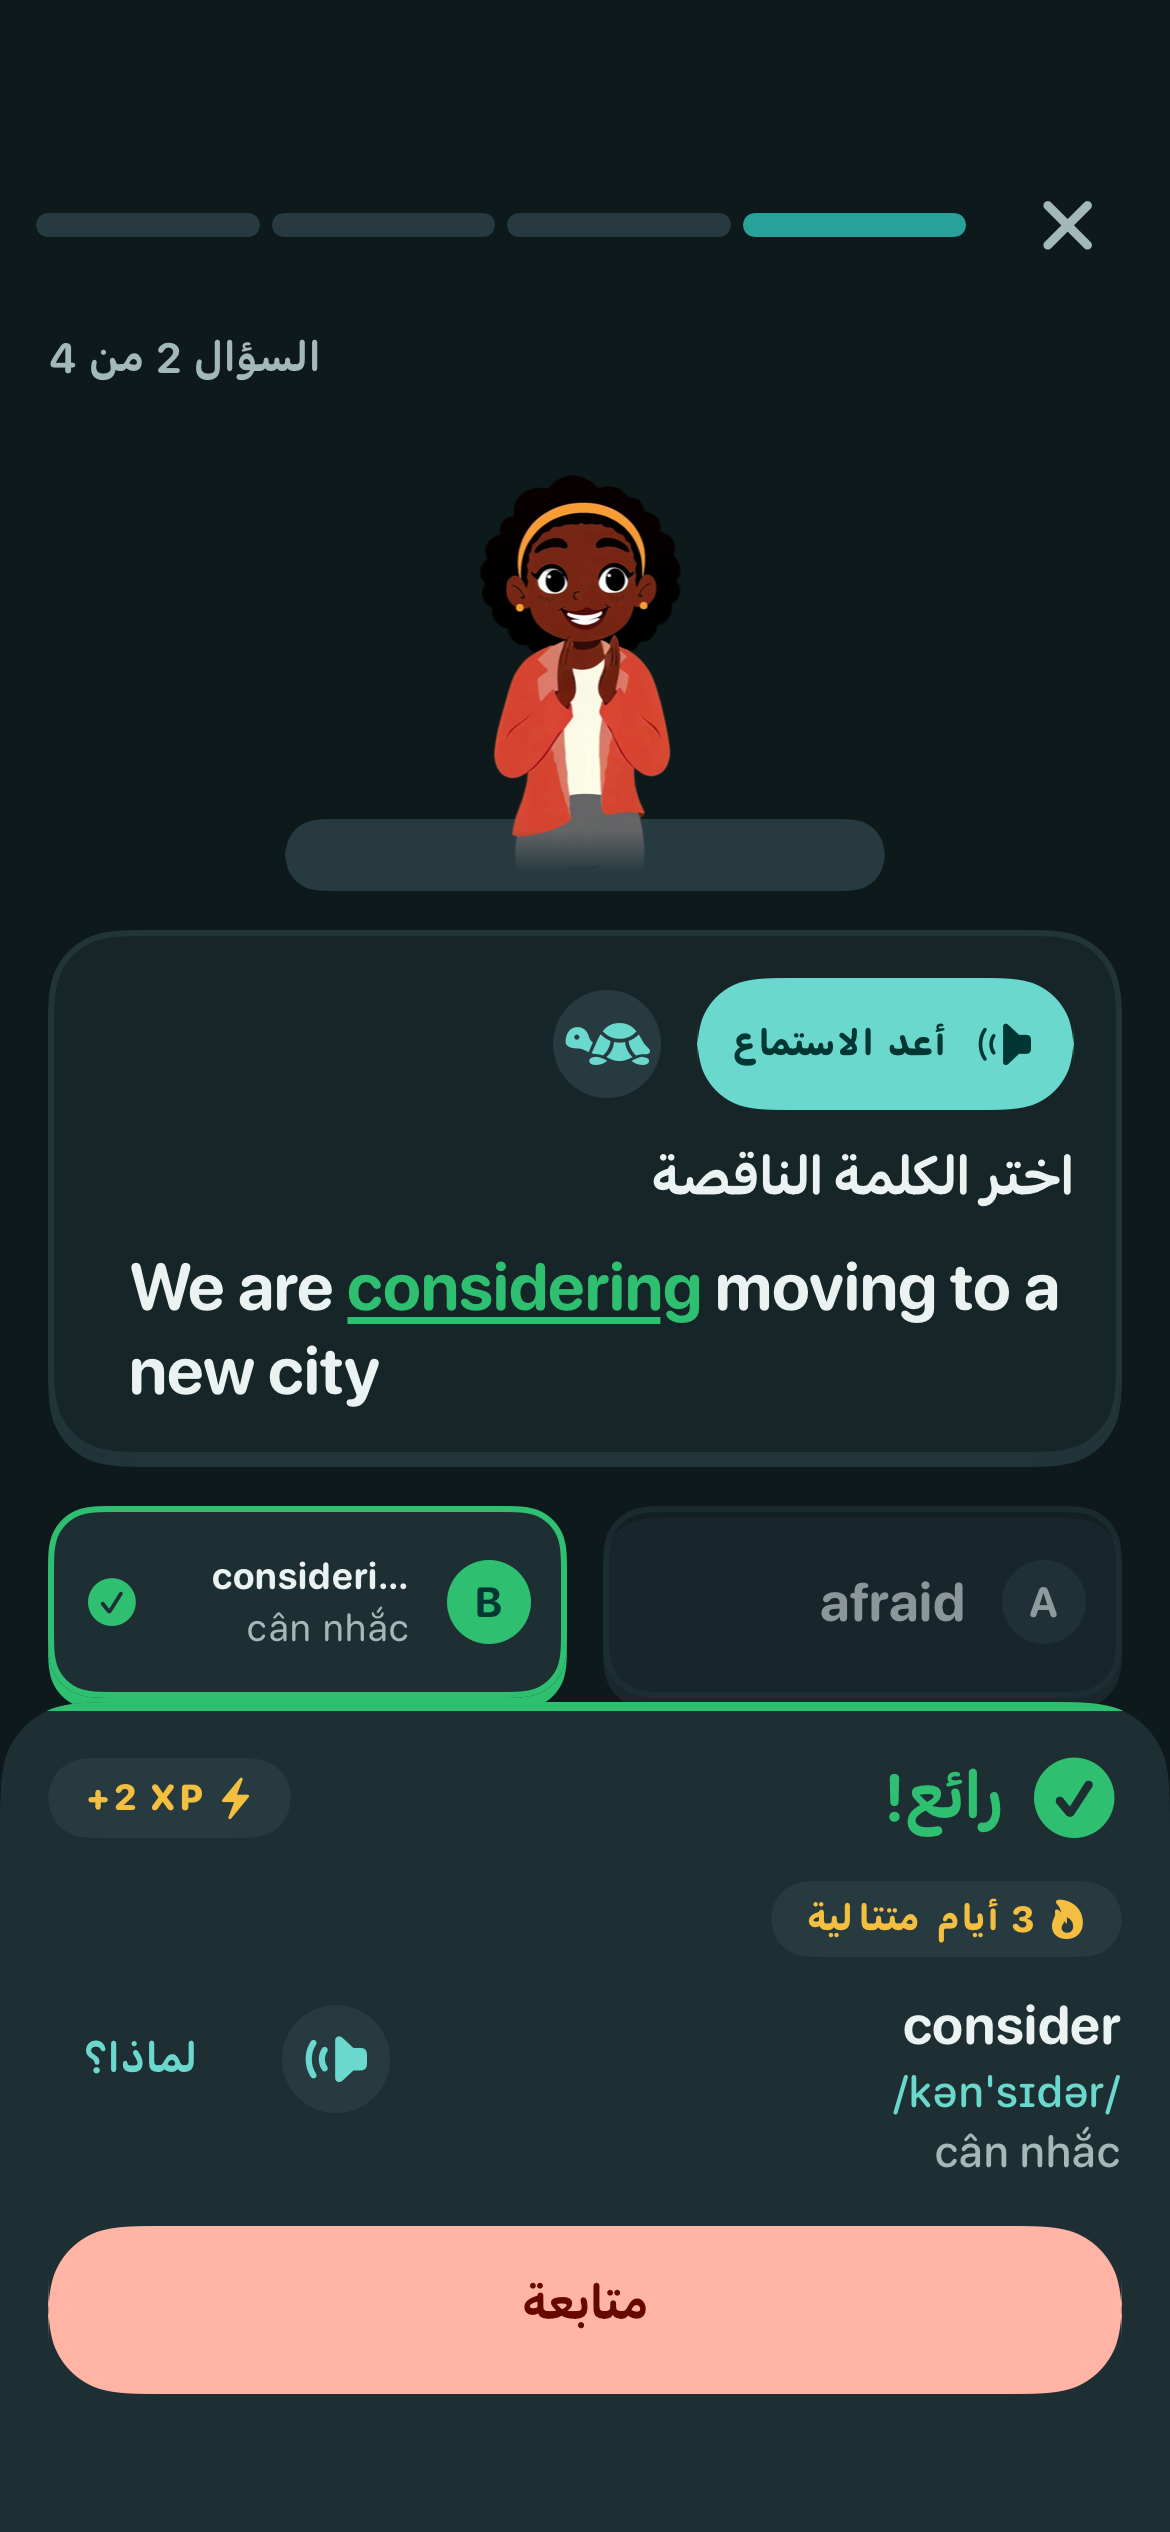 السؤال 2 من 4
أعد الاستماع
اختر الكلمة الناقصة
We are considering moving to a
new city
A
afraid
B
consideri...
cân nhắc
رائع!
+2 XP
3 أيام متتالية
consider
/kən'sɪdər/
cân nhắc
لماذا؟
متابعة